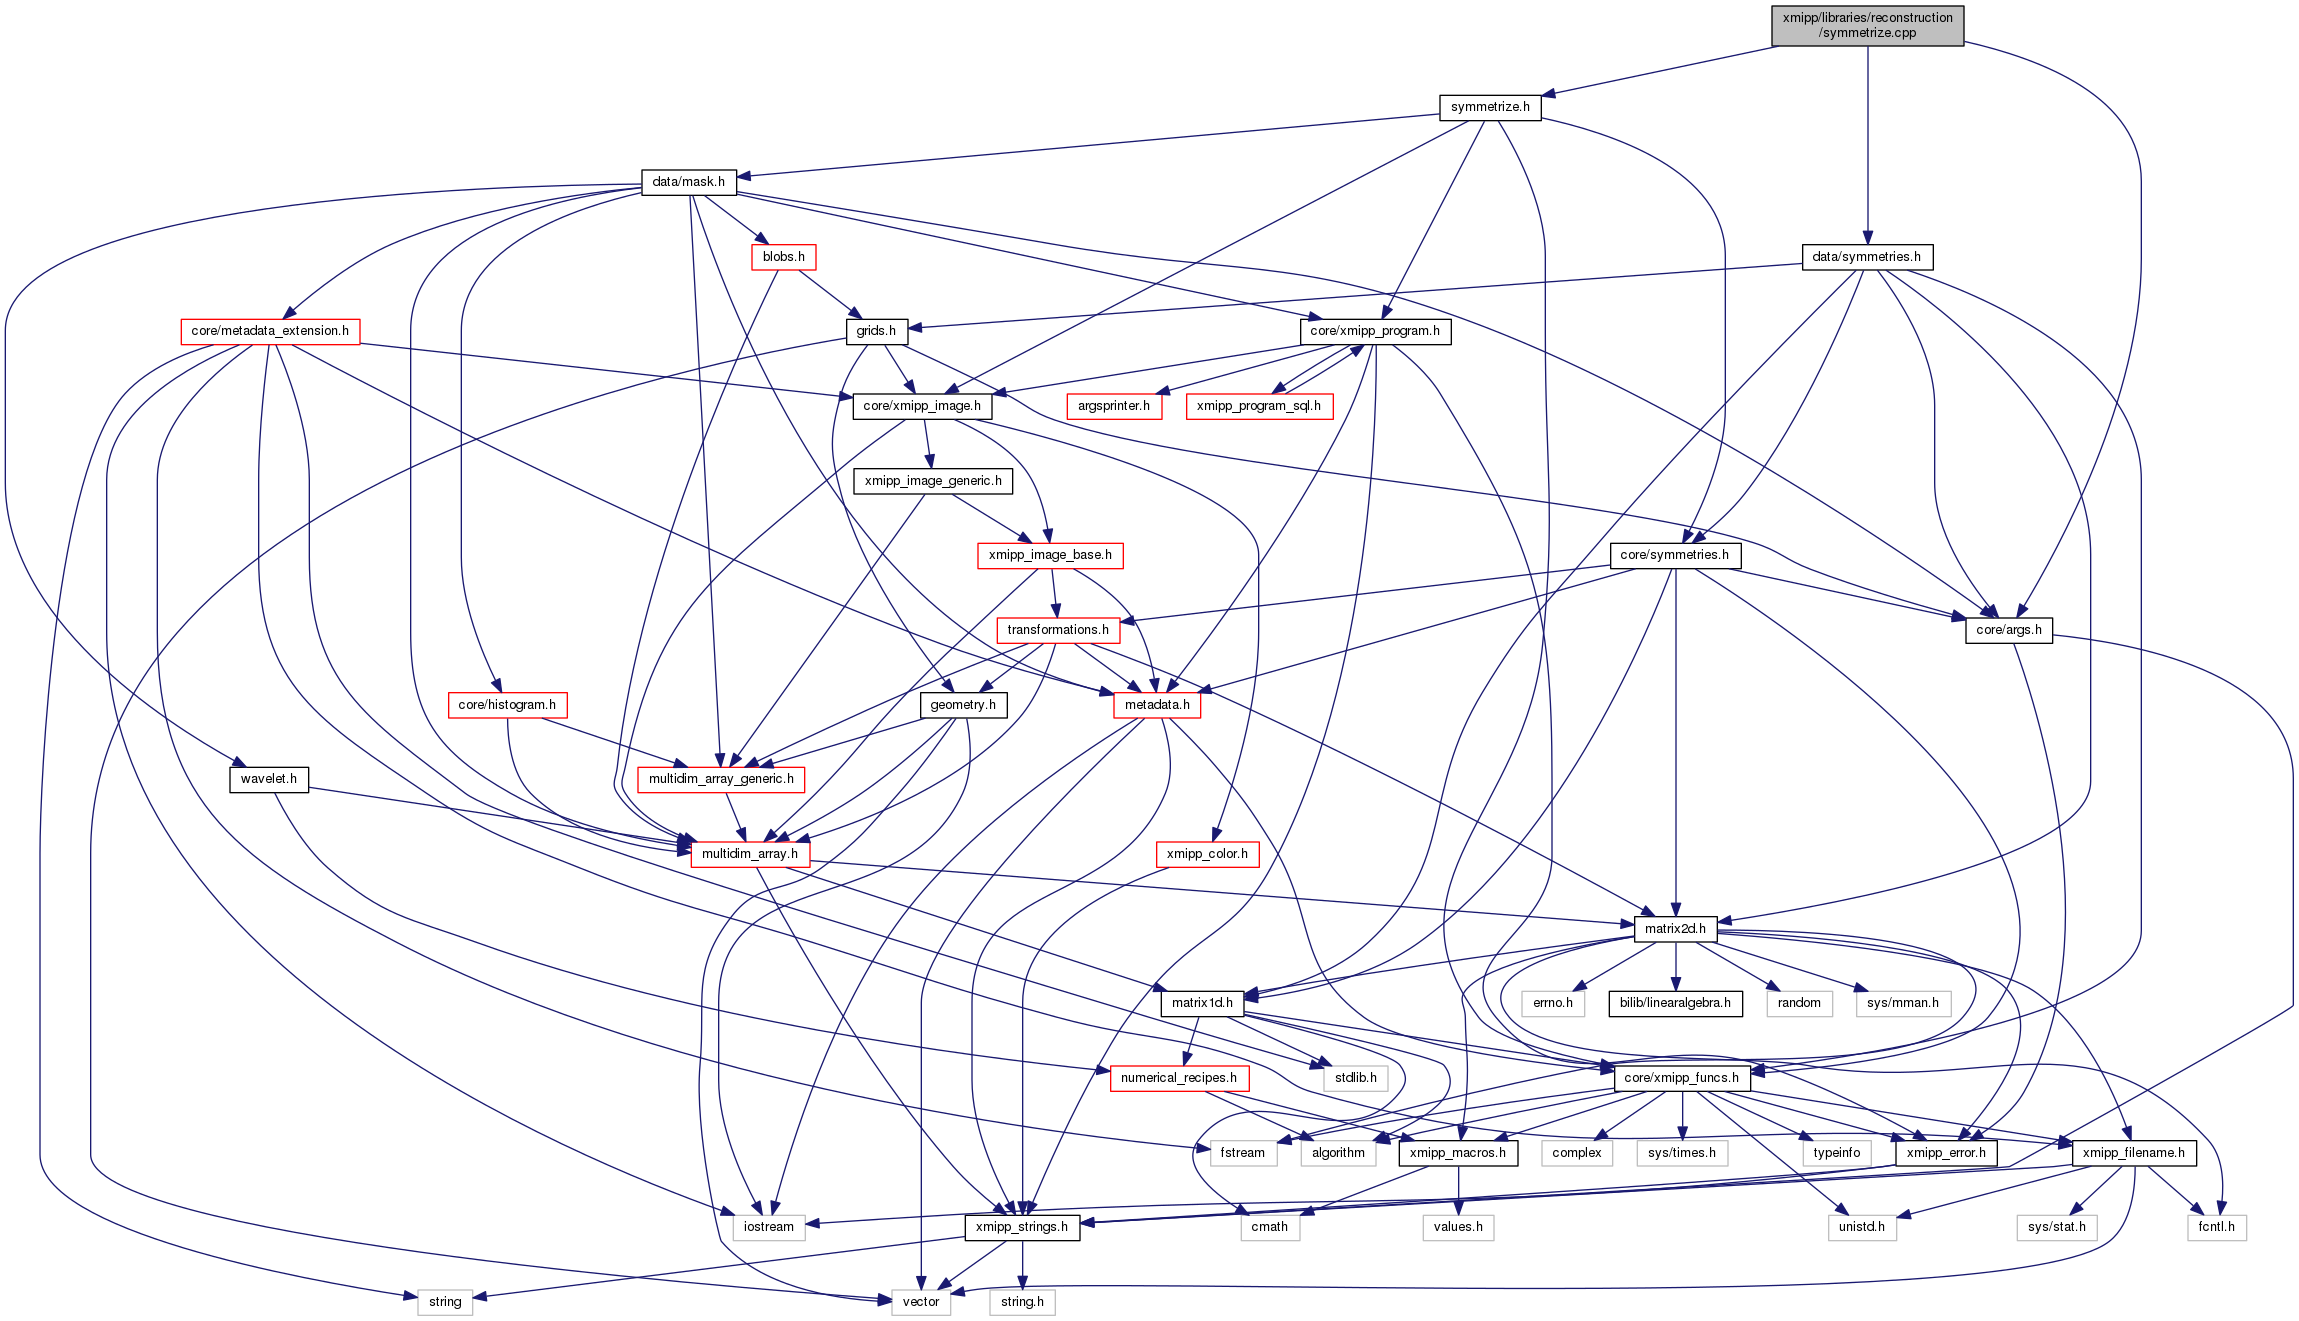 xmipp/libraries/reconstruction
/symmetrize.cpp
symmetrize.h
data/mask.h
blobs.h
data/symmetries.h
core/metadata_extension.h
grids.h
core/xmipp_program.h
core/xmipp_image.h
argsprinter.h
xmipp_program_sql.h
xmipp_image_generic.h
xmipp_image_base.h
core/symmetries.h
transformations.h
core/args.h
core/histogram.h
geometry.h
metadata.h
wavelet.h
multidim_array_generic.h
multidim_array.h
xmipp_color.h
matrix2d.h
matrix1d.h
errno.h
bilib/linearalgebra.h
random
sys/mman.h
numerical_recipes.h
stdlib.h
core/xmipp_funcs.h
fstream
algorithm
xmipp_macros.h
complex
sys/times.h
typeinfo
xmipp_error.h
xmipp_filename.h
iostream
xmipp_strings.h
cmath
values.h
unistd.h
sys/stat.h
fcntl.h
string
vector
string.h